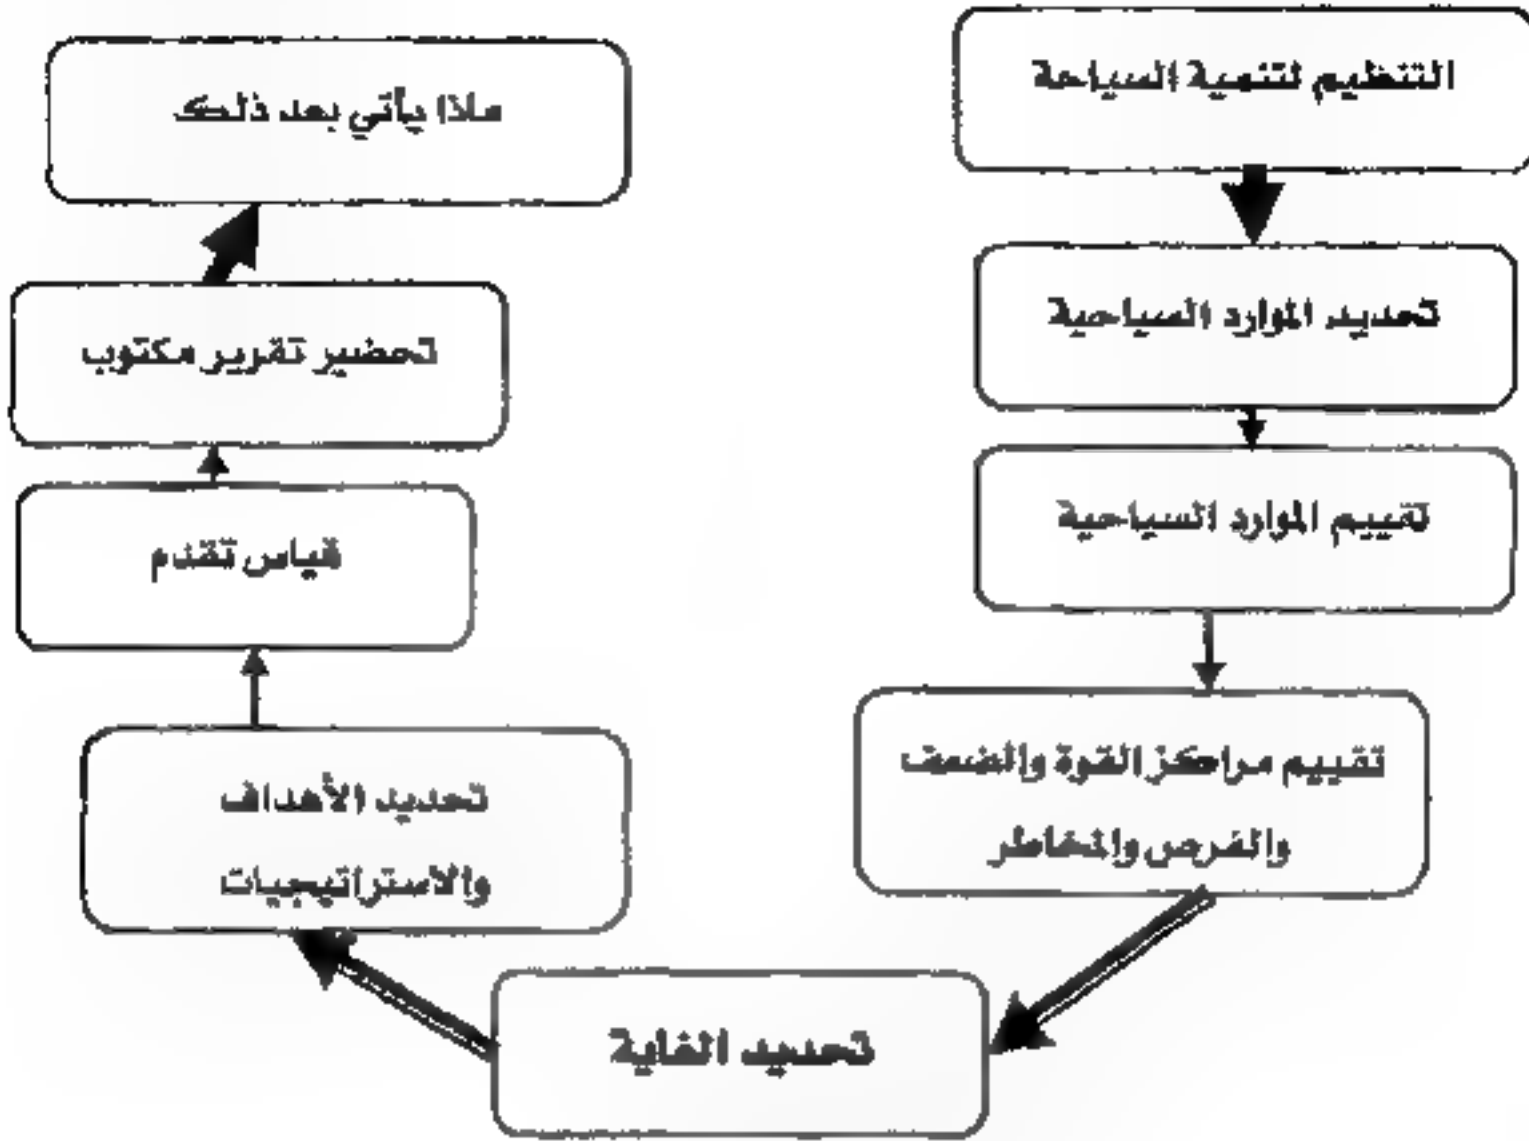 التنظيم لتنمية السياحة
تحديد الموارد السياحية
تقييم الموارد السياحية
تقييم مراكز القوة والضعف
والفرص والمخاطر
تحديد الغاية
تحديد الأهداف
والاستراتيجيات
قياس تقدم
تحضير تقرير مكتوب
ماذا يأتي بعد ذلك